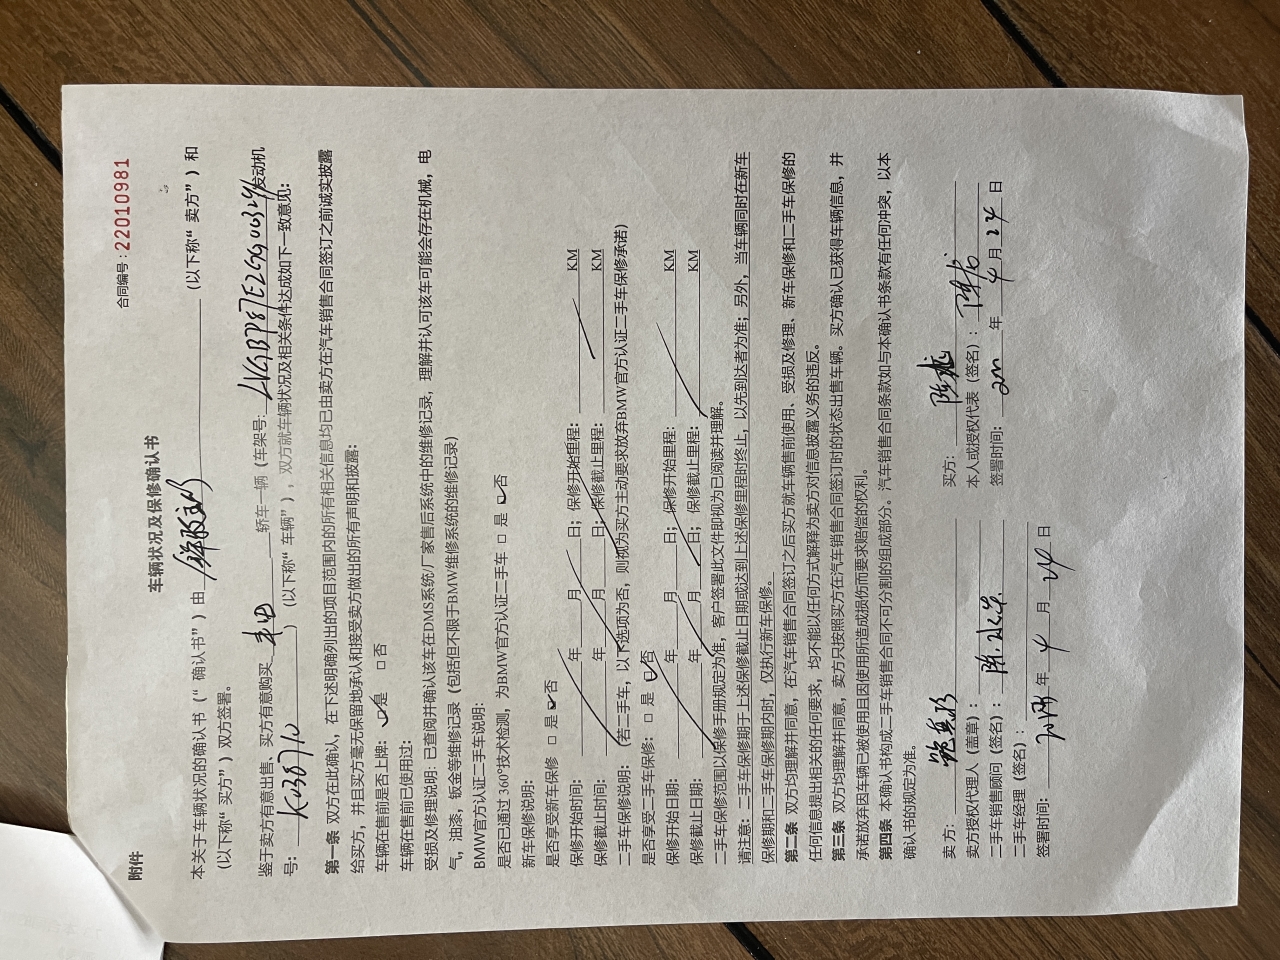 附件
合同编号：22010981
车辆状况及保修确认书
本关于车辆状况的确认书（“ 确认书”）由（以下称“ 卖方”）和
（以下称“ 买方”）双方签署。
鉴于卖方有意出售、买方有意购买 丰田 轿车一辆（车架号：发动机
号：）（以下称“ 车辆”），双方就车辆状况及相关条件达成如下一致意见：
第一条 双方在此确认，在下述明确列出的项目范围内的所有相关信息均已由卖方在汽车销售合同签订之前诚实披露
给买方，并且买方毫无保留地承认和接受卖方做出的所有声明和披露：
车辆在售前是否上牌： □是 □否
车辆在售前已使用过：
受损及修理说明: 已查阅并确认该车在DMS系统/厂家售后系统中的维修记录，理解并认可该车可能会存在机械，电
气，油漆，钣金等维修记录（包括但不限于BMW维修系统的维修记录）
BMW官方认证二手车说明:
是否已通过 360°技术检测，为BMW官方认证二手车 □ 是 □否
新车保修说明:
是否享受新车保修 □ 是 □否
保修开始时间: 年 月 日；保修开始里程: KM
保修截止时间: 年 月 日；保修截止里程: KM
二手车保修说明:（若二手车，以下选项为否，则视为买方主动要求放弃BMW官方认证二手车保修承诺）
是否享受二手车保修: □ 是 □否
保修开始日期: 年 月 日；保修开始里程: KM
保修截止日期: 年 月 日；保修截止里程: KM
二手车保修范围以保修手册规定为准，客户签署此文件即视为已阅读并理解。
请注意：二手车保修期于上述保修截止日期或达到上述保修里程时终止，以先到达者为准；另外，当车辆同时在新车
保修期和二手车保修期内时，仅执行新车保修。
第二条 双方均理解并同意，在汽车销售合同签订之后买方就车辆售前使用、受损及修理、新车保修和二手车保修的
任何信息提出相关的任何要求，均不能以任何方式解释为卖方对信息披露义务的违反。
第三条 双方均理解并同意，卖方只按照买方在汽车销售合同签订时的状态出售车辆。买方确认已获得车辆信息，并
承诺放弃因车辆已被使用且因使用所造成损伤而要求赔偿的权利。
第四条 本确认书构成二手车销售合同不可分割的组成部分。汽车销售合同条款如与本确认书条款有任何冲突，以本
确认书的规定为准。
卖方：
卖方授权代理人（盖章）：
二手车销售顾问（签名）：
二手车经理（签名）：
签署时间： 年 4 月 24 日
买方：
本人或授权代表（签名）：
签署时间： 年 4 月 24 日